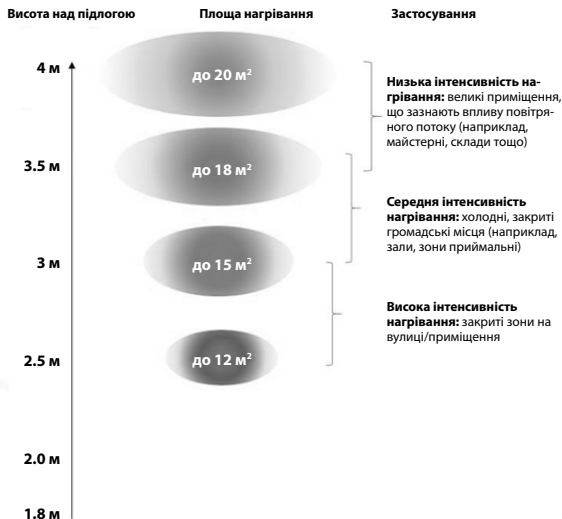 Висота над підлогою
Площа нагрівання
Застосування
4 м
до 20 м²
Низька інтенсивність на-
грівання: великі приміщення,
що зазнають впливу повітря-
ного потоку (наприклад,
майстерні, склади тощо)
3.5 м
до 18 м²
Середня інтенсивність
нагрівання: холодні, закриті
громадські місця (наприклад,
зали, зони приймальні)
3 м
до 15 м²
Висока інтенсивність
нагрівання: закриті зони на
вулиці/приміщення
2.5 м
до 12 м²
2.0 м
1.8 м